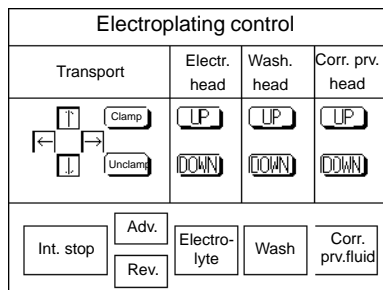 Electroplating control
Transport
Electr.
head
Wash.
head
Corr. prv.
head
Clamp
UP
UP
UP
Unclamp
DOWN
DOWN
DOWN
Int. stop
Adv.
Rev.
Electro-
lyte
Wash
Corr.
prv.fluid